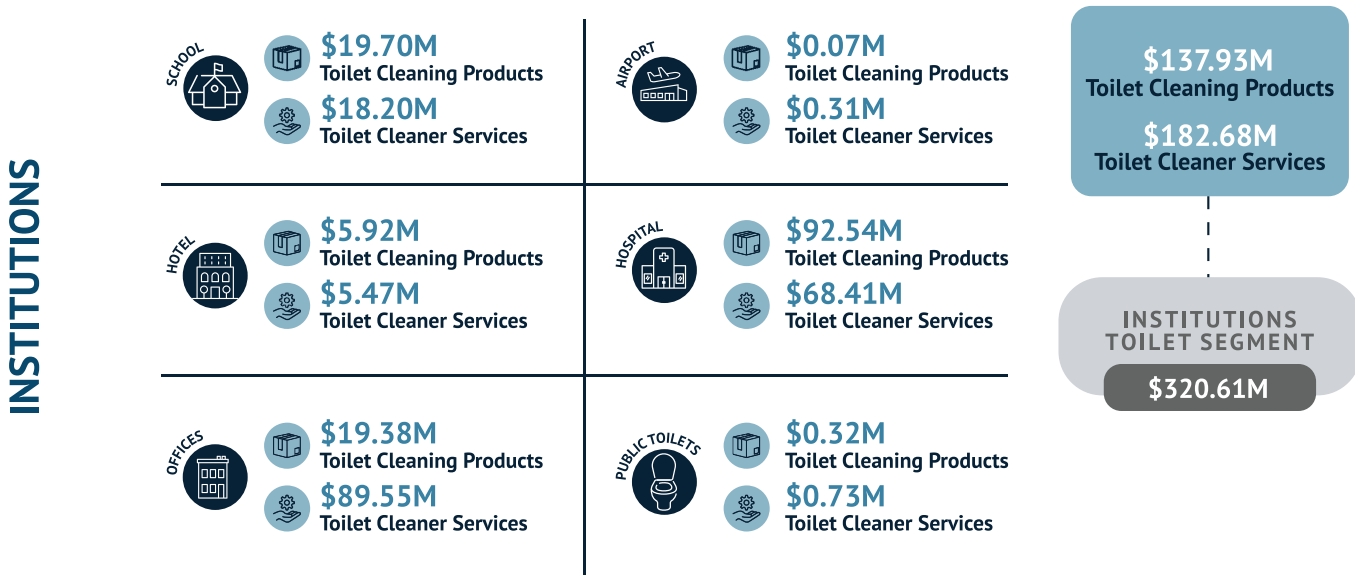 INSTITUTIONS
SCHOOL
$19.70M
Toilet Cleaning Products
$18.20M
Toilet Cleaner Services
AIRPORT
$0.07M
Toilet Cleaning Products
$0.31M
Toilet Cleaner Services
HOTEL
$5.92M
Toilet Cleaning Products
$5.47M
Toilet Cleaner Services
HOSPITAL
$92.54M
Toilet Cleaning Products
$68.41M
Toilet Cleaner Services
OFFICES
$19.38M
Toilet Cleaning Products
$89.55M
Toilet Cleaner Services
PUBLIC TOILETS
$0.32M
Toilet Cleaning Products
$0.73M
Toilet Cleaner Services
$137.93M
Toilet Cleaning Products
$182.68M
Toilet Cleaner Services
INSTITUTIONS
TOILET SEGMENT
$320.61M